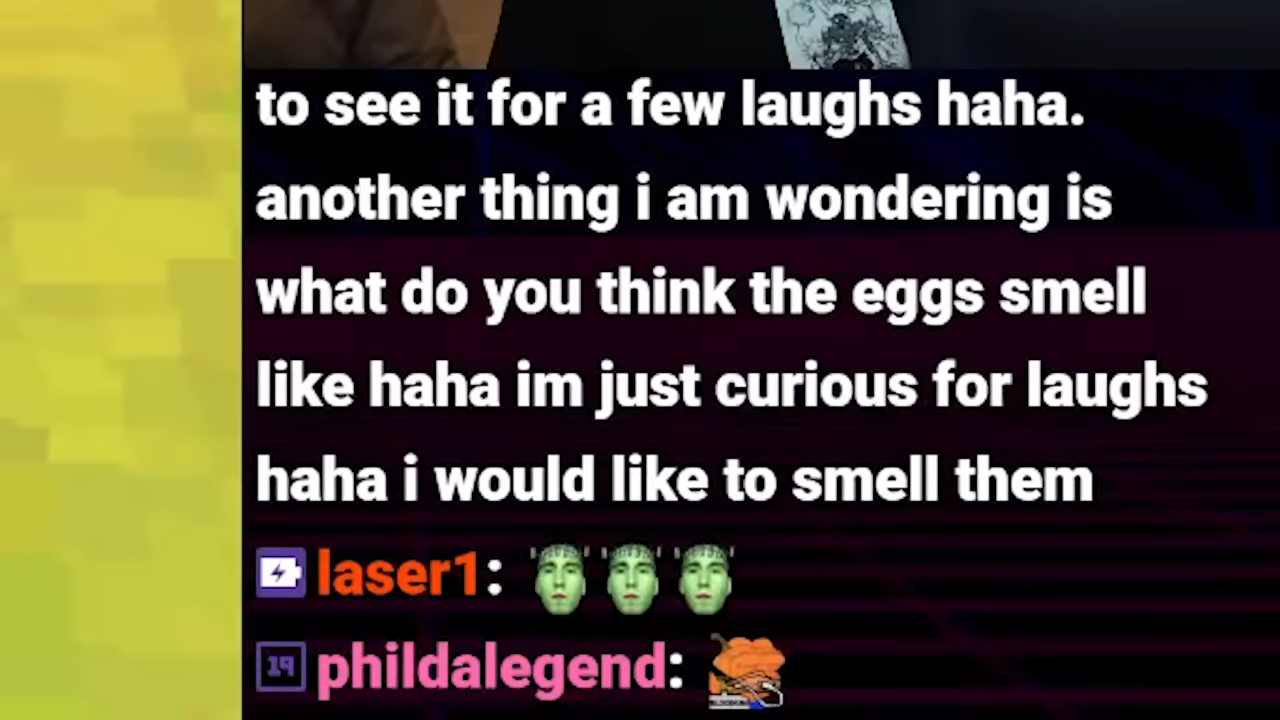 to see it for a few laughs haha.
another thing i am wondering is
what do you think the eggs smell
like haha im just curious for laughs
haha i would like to smell them
laser1:
19 phildalegend: